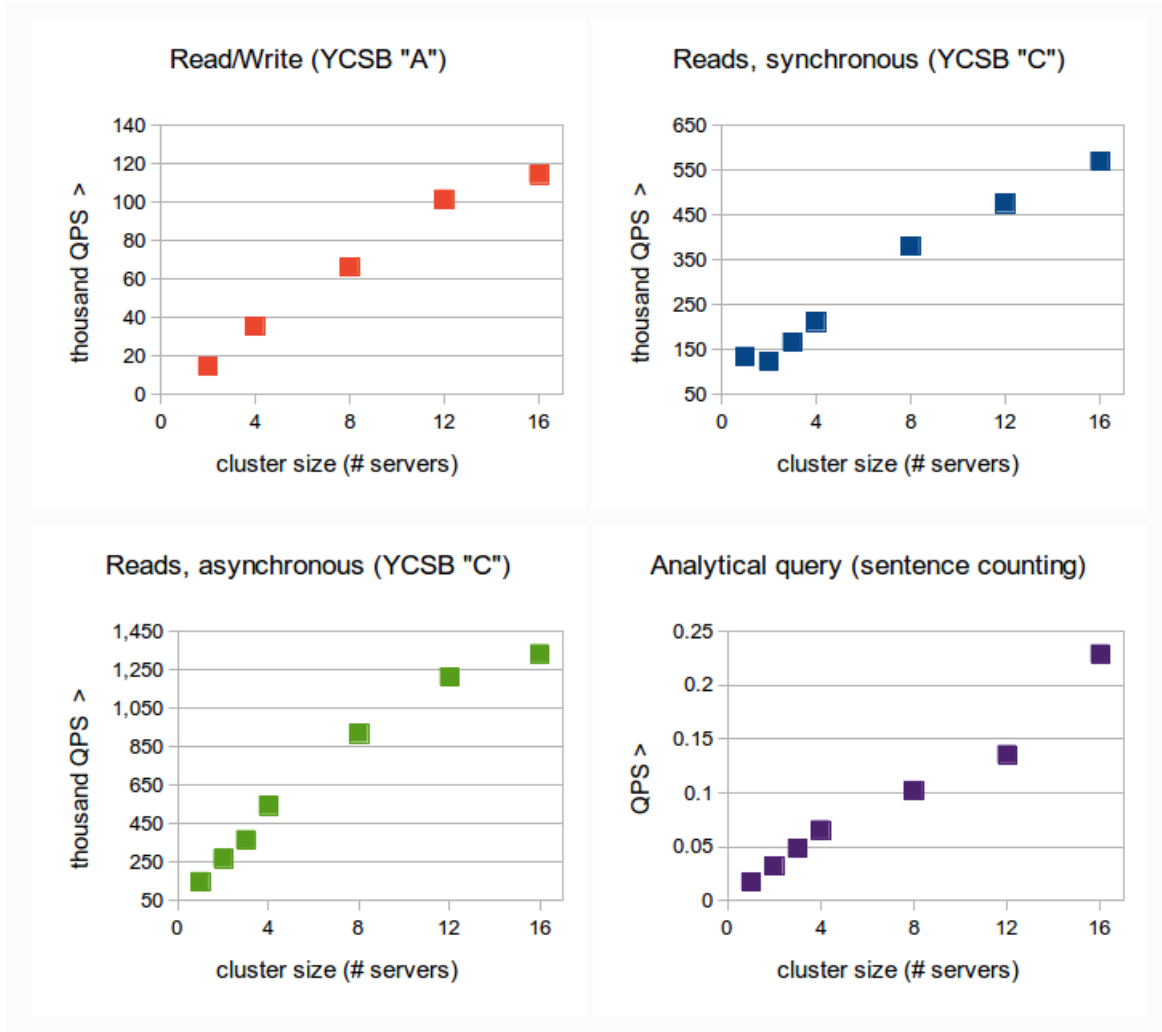 Read/Write (YCSB "A")
140
120
100
80
60
40
20
0
thousand QPS >
0 4 8 12 16
cluster size (# servers)
Reads, synchronous (YCSB "C")
650
550
450
350
250
150
50
thousand QPS >
0 4 8 12 16
cluster size (# servers)
Reads, asynchronous (YCSB "C")
1,450
1,250
1,050
850
650
450
250
50
thousand QPS >
0 4 8 12 16
cluster size (# servers)
Analytical query (sentence counting)
0.25
0.2
0.15
0.1
0.05
0
QPS >
0 4 8 12 16
cluster size (# servers)